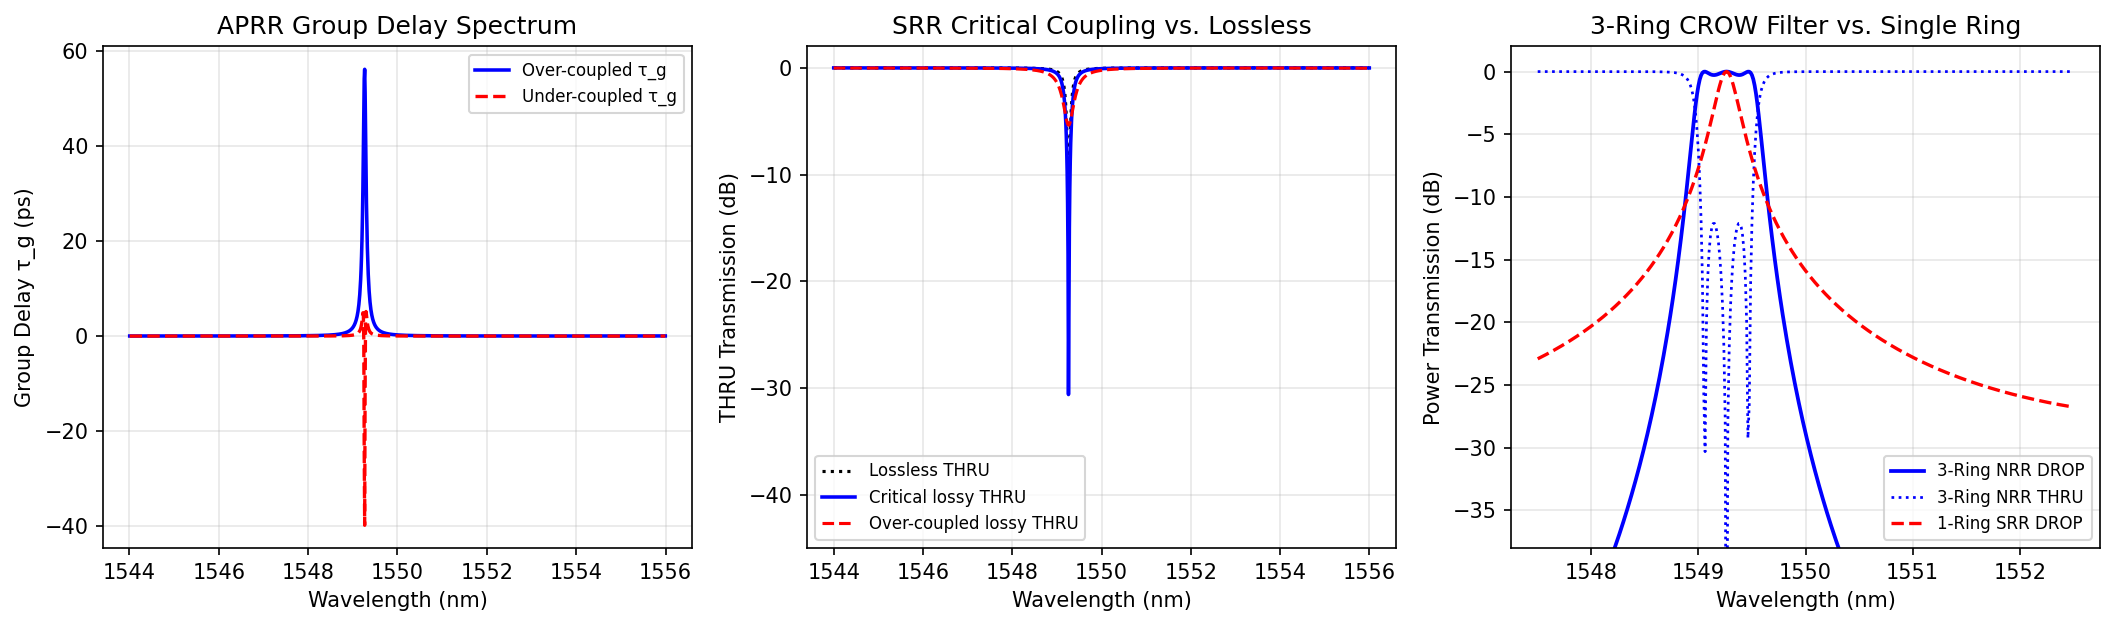 APRR Group Delay Spectrum
Group Delay τ_g (ps)
60
40
20
0
−20
−40
Over-coupled τ_g
Under-coupled τ_g
1544 1546 1548 1550 1552 1554 1556
Wavelength (nm)
SRR Critical Coupling vs. Lossless
THRU Transmission (dB)
0
−10
−20
−30
−40
Lossless THRU
Critical lossy THRU
Over-coupled lossy THRU
1544 1546 1548 1550 1552 1554 1556
Wavelength (nm)
3-Ring CROW Filter vs. Single Ring
Power Transmission (dB)
0
−5
−10
−15
−20
−25
−30
−35
3-Ring NRR DROP
3-Ring NRR THRU
1-Ring SRR DROP
1548 1549 1550 1551 1552
Wavelength (nm)